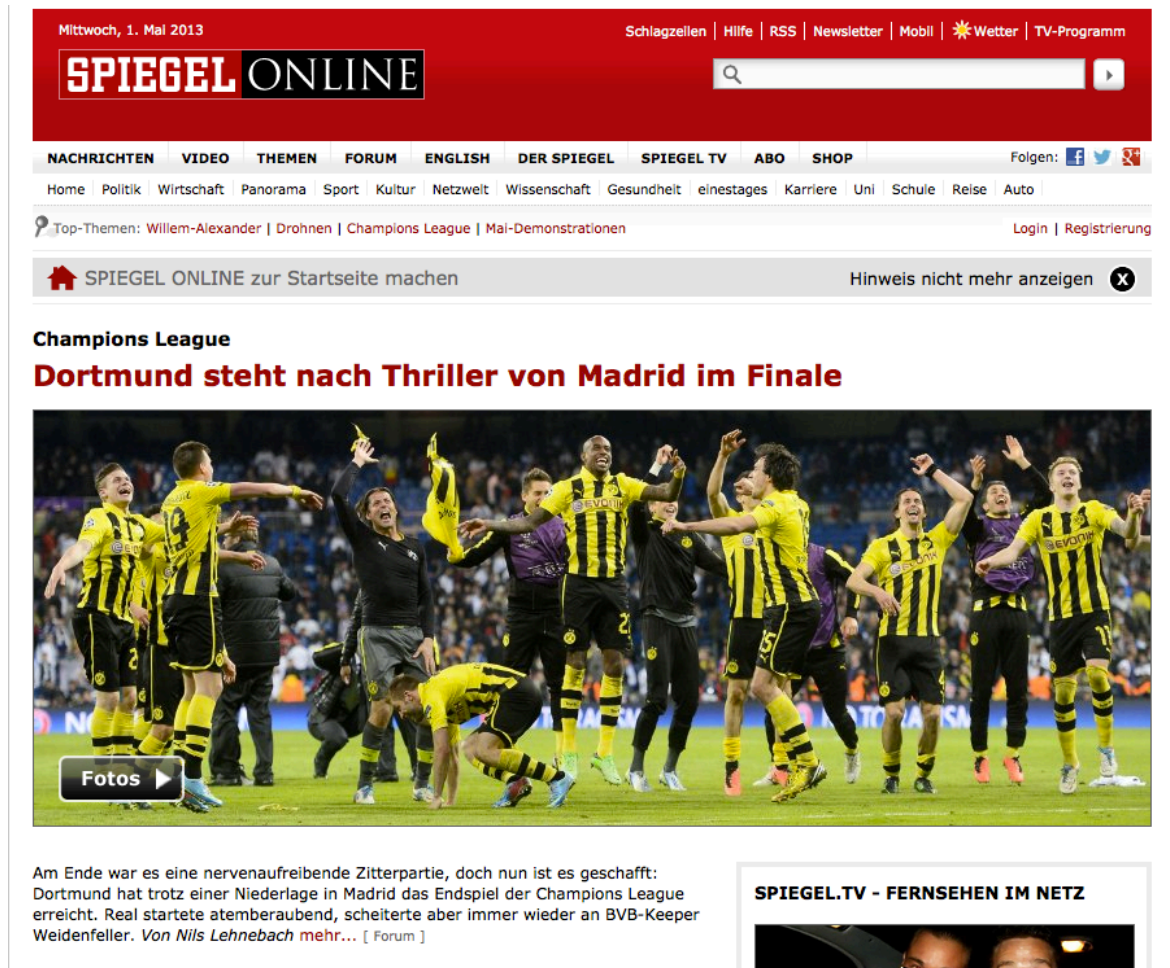 Mittwoch, 1. Mai 2013
Schlagzeilen | Hilfe | RSS | Newsletter | Mobil | Wetter | TV-Programm
SPIEGEL ONLINE
NACHRICHTEN VIDEO THEMEN FORUM ENGLISH DER SPIEGEL SPIEGEL TV ABO SHOP Folgen:
Home Politik Wirtschaft Panorama Sport Kultur Netzwelt Wissenschaft Gesundheit einestages Karriere Uni Schule Reise Auto
Top-Themen: Willem-Alexander | Drohnen | Champions League | Mai-Demonstrationen Login | Registrierung
SPIEGEL ONLINE zur Startseite machen Hinweis nicht mehr anzeigen X
Champions League
Dortmund steht nach Thriller von Madrid im Finale
EVONIK
19
Fotos
Am Ende war es eine nervenaufreibende Zitterpartie, doch nun ist es geschafft:
Dortmund hat trotz einer Niederlage in Madrid das Endspiel der Champions League
erreicht. Real startete atemberaubend, scheiterte aber immer wieder an BVB-Keeper
Weidenfeller. Von Nils Lehnebach mehr... [ Forum ]
SPIEGEL.TV - FERNSEHEN IM NETZ